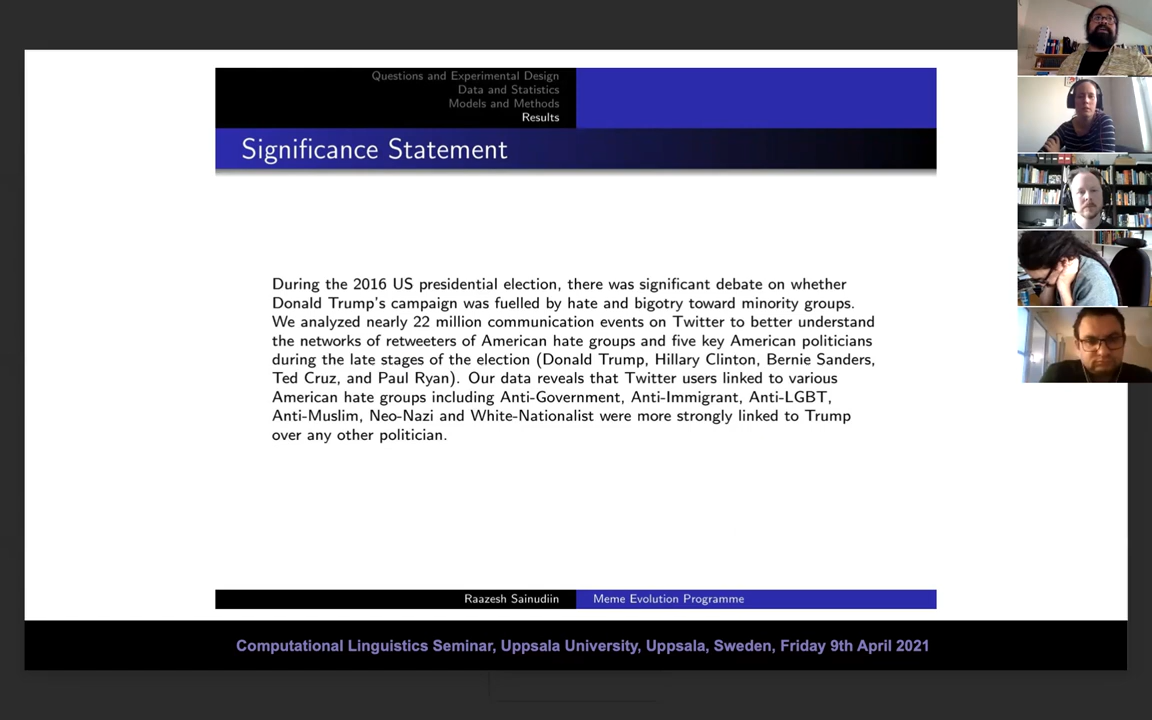 Questions and Experimental Design
Data and Statistics
Models and Methods
Results
Significance Statement
During the 2016 US presidential election, there was significant debate on whether
Donald Trump's campaign was fuelled by hate and bigotry toward minority groups.
We analyzed nearly 22 million communication events on Twitter to better understand
the networks of retweeters of American hate groups and five key American politicians
during the late stages of the election (Donald Trump, Hillary Clinton, Bernie Sanders,
Ted Cruz, and Paul Ryan). Our data reveals that Twitter users linked to various
American hate groups including Anti-Government, Anti-Immigrant, Anti-LGBT,
Anti-Muslim, Neo-Nazi and White-Nationalist were more strongly linked to Trump
over any other politician.
Raazesh Sainudiin
Meme Evolution Programme
Computational Linguistics Seminar, Uppsala University, Uppsala, Sweden, Friday 9th April 2021